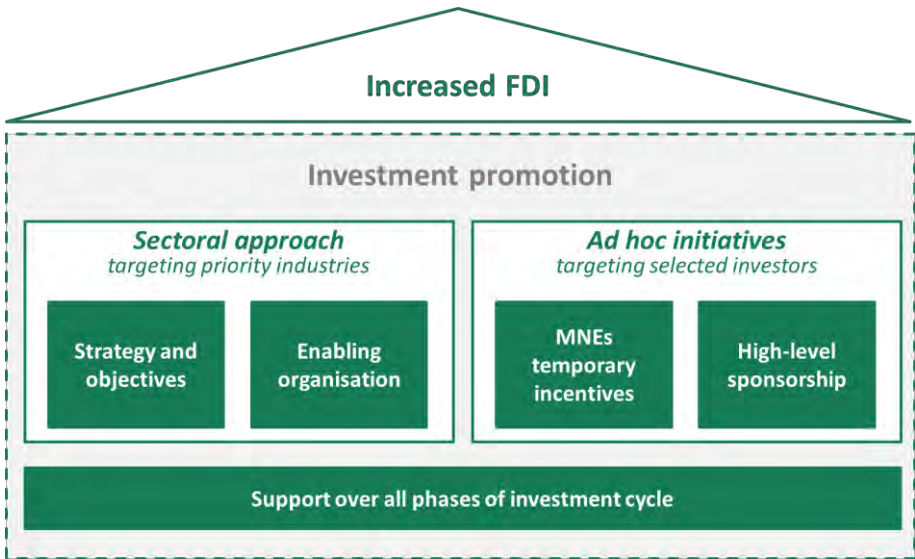 Increased FDI
Investment promotion
Sectoral approach
targeting priority industries
Strategy and
objectives
Enabling
organisation
Ad hoc initiatives
targeting selected investors
MNEs
temporary
incentives
High-level
sponsorship
Support over all phases of investment cycle